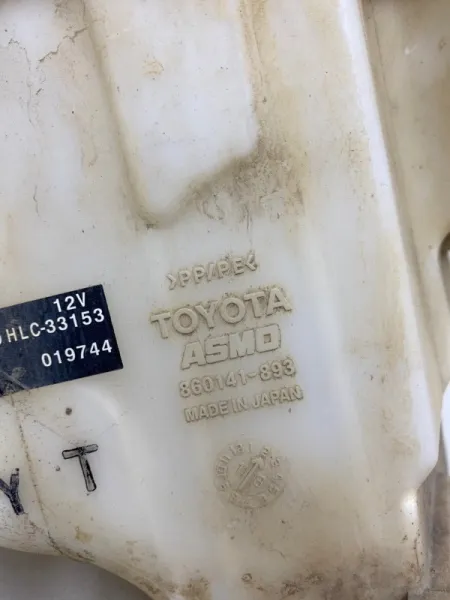 >PP/PE<
TOYOTA
ASMO
860141-893
MADE IN JAPAN
12V
HLC-33153
019744
Y T